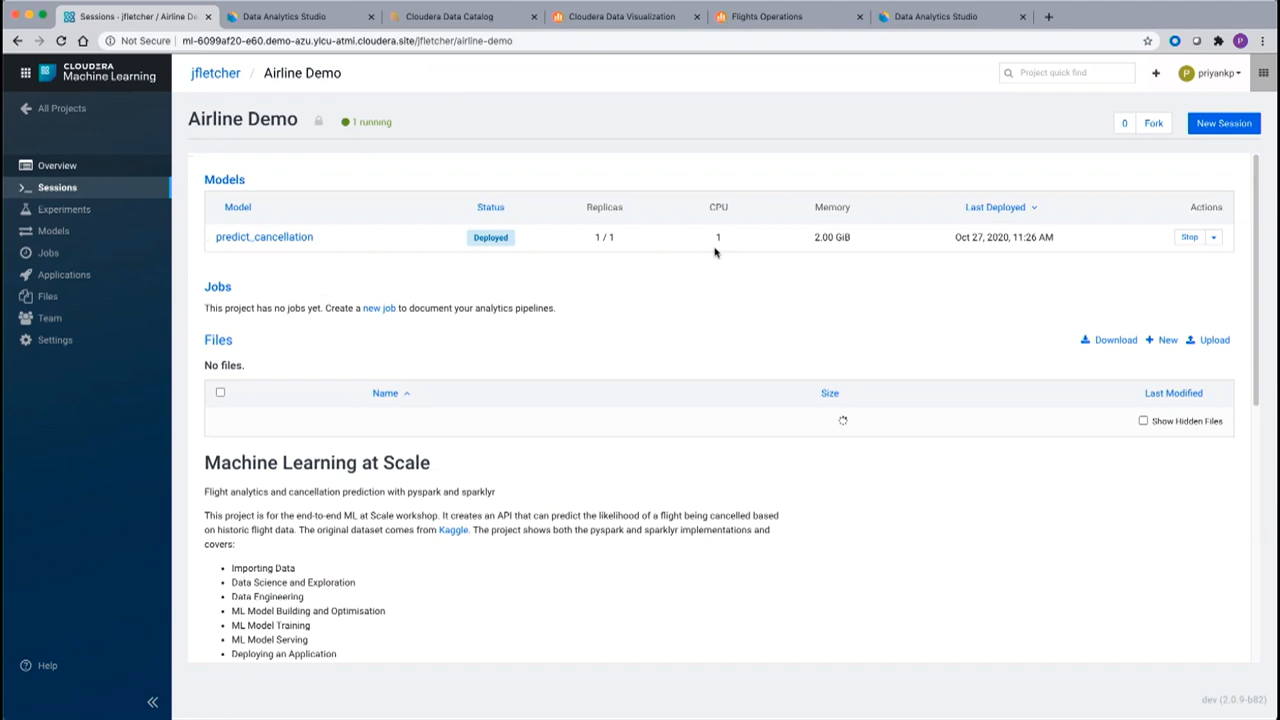 Sessions - jfletcher / Airline De
Data Analytics Studio
Cloudera Data Catalog
Cloudera Data Visualization
Flights Operations
Data Analytics Studio
Not Secure | ml-6099af20-e60.demo-azu.ylcu-atmi.cloudera.site/jfletcher/airline-demo
P
CLOUDERA
Machine Learning
jfletcher / Airline Demo
Project quick find
P priyankp
All Projects
Overview
Sessions
Experiments
Models
Jobs
Applications
Files
Team
Settings
Help
Airline Demo
1 running
0 Fork
New Session
Models
Model Status Replicas CPU Memory Last Deployed Actions
predict_cancellation Deployed 1 / 1 1 2.00 GiB Oct 27, 2020, 11:26 AM Stop
Jobs
This project has no jobs yet. Create a new job to document your analytics pipelines.
Files
Download + New Upload
No files.
Name Size Last Modified
Show Hidden Files
Machine Learning at Scale
Flight analytics and cancellation prediction with pyspark and sparklyr
This project is for the end-to-end ML at Scale workshop. It creates an API that can predict the likelihood of a flight being cancelled based
on historic flight data. The original dataset comes from Kaggle. The project shows both the pyspark and sparklyr implementations and
covers:
• Importing Data
• Data Science and Exploration
• Data Engineering
• ML Model Building and Optimisation
• ML Model Training
• ML Model Serving
• Deploying an Application
dev (2.0.9-b82)